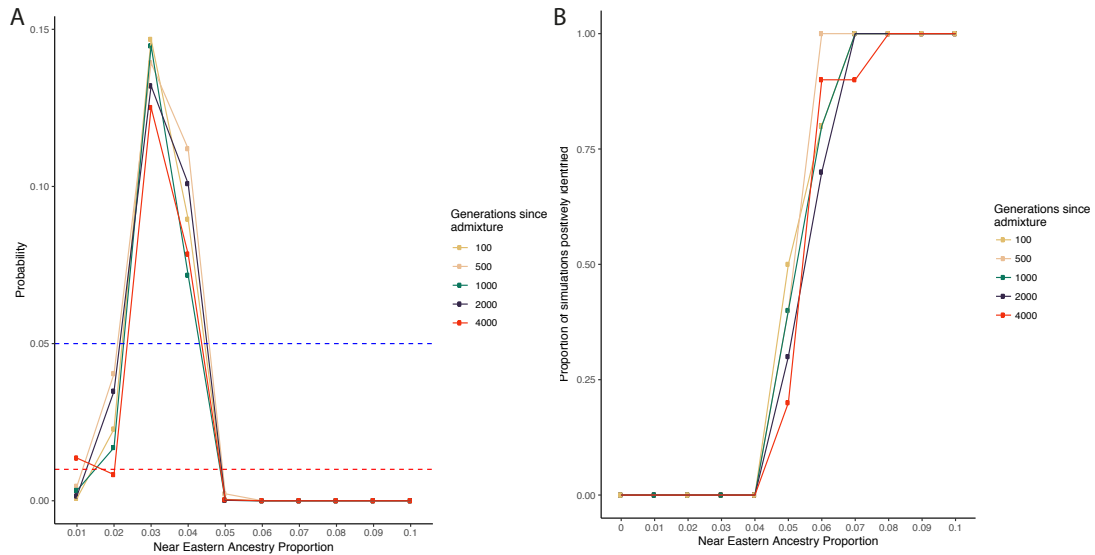 A
0.15
0.10
0.05
0.00
Probability
0.01 0.02 0.03 0.04 0.05 0.06 0.07 0.08 0.09 0.1
Near Eastern Ancestry Proportion
Generations since
admixture
100
500
1000
2000
4000
B
1.00
0.75
0.50
0.25
0.00
Proportion of simulations positively identified
0 0.01 0.02 0.03 0.04 0.05 0.06 0.07 0.08 0.09 0.1
Near Eastern Ancestry Proportion
Generations since
admixture
100
500
1000
2000
4000